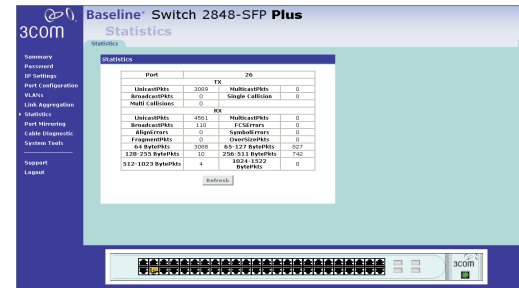 3COM
Baseline Switch 2848-SFP Plus
Statistics
Statistics
Summary
Password
IP Settings
Port Configuration
VLANs
Link Aggregation
Statistics
Port Mirroring
Cable Diagnostic
System Tools
Support
Logout
Statistics
Port 26
TX
UnicastPkts 3089 MulticastPkts 0
BroadcastPkts 0 Single Collision 0
Multi Collisions 0
RX
UnicastPkts 4561 MulticastPkts 0
BroadcastPkts 110 FCSErrors 0
AlignErrors 0 SymbolErrors 0
FragmentPkts 0 OverSizePkts 0
64 BytePkts 3088 65-127 BytePkts 827
128-255 BytePkts 10 256-511 BytePkts 742
512-1023 BytePkts 4 1024-1522 BytePkts 0
Refresh
3COM